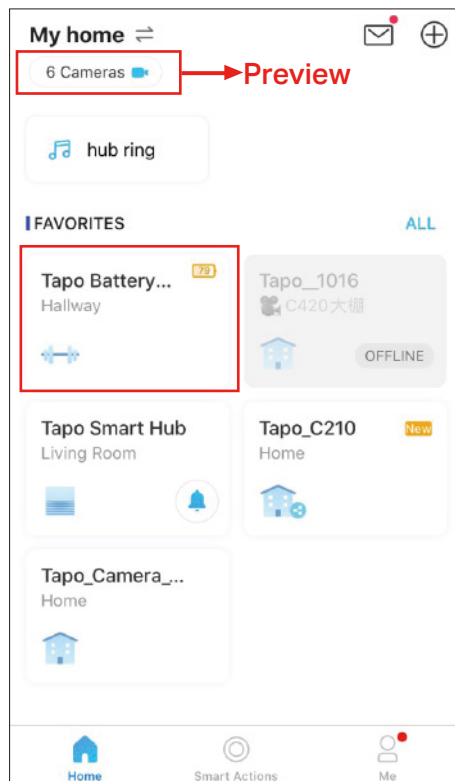 My home
6 Cameras
Preview
hub ring
FAVORITES
ALL
Tapo Battery...
79
Hallway
Tapo__1016
C420大棚
OFFLINE
Tapo Smart Hub
Living Room
Tapo_C210
New
Home
Tapo_Camera_...
Home
Home
Smart Actions
Me